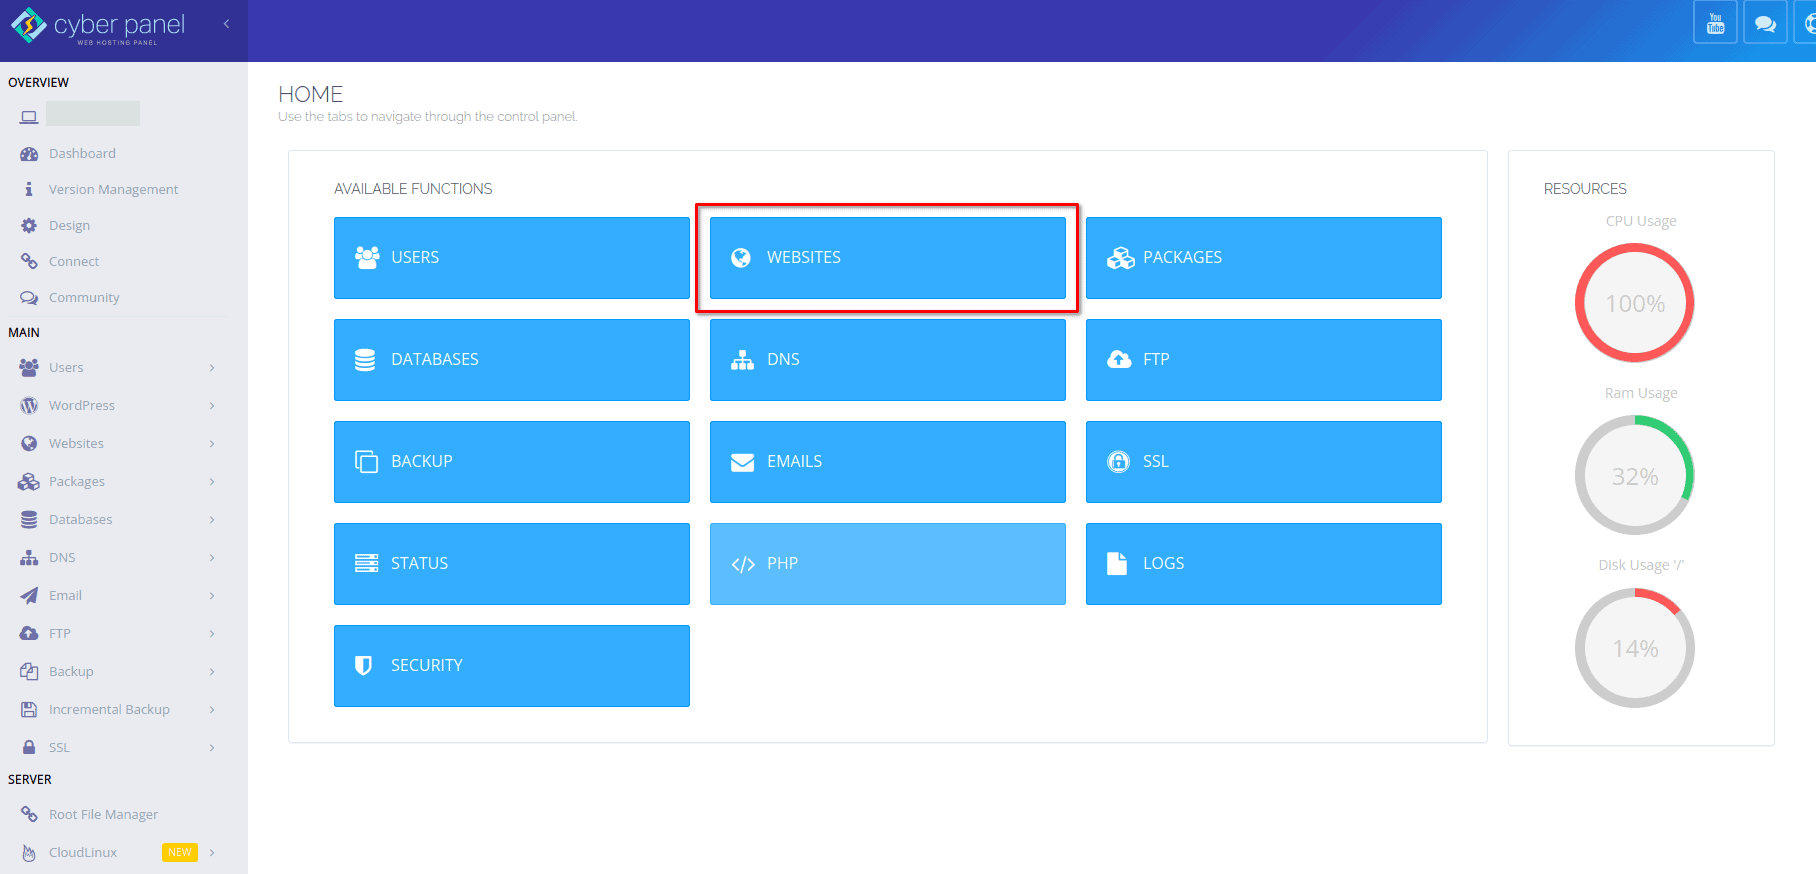 cyber panel
WEB HOSTING PANEL
You
Tube
OVERVIEW
Dashboard
Version Management
Design
Connect
Community
MAIN
Users
WordPress
Websites
Packages
Databases
DNS
Email
FTP
Backup
Incremental Backup
SSL
SERVER
Root File Manager
CloudLinux NEW
HOME
Use the tabs to navigate through the control panel.
AVAILABLE FUNCTIONS
USERS
WEBSITES
PACKAGES
DATABASES
DNS
FTP
BACKUP
EMAILS
SSL
STATUS
PHP
LOGS
SECURITY
RESOURCES
CPU Usage
100%
Ram Usage
32%
Disk Usage '/'
14%